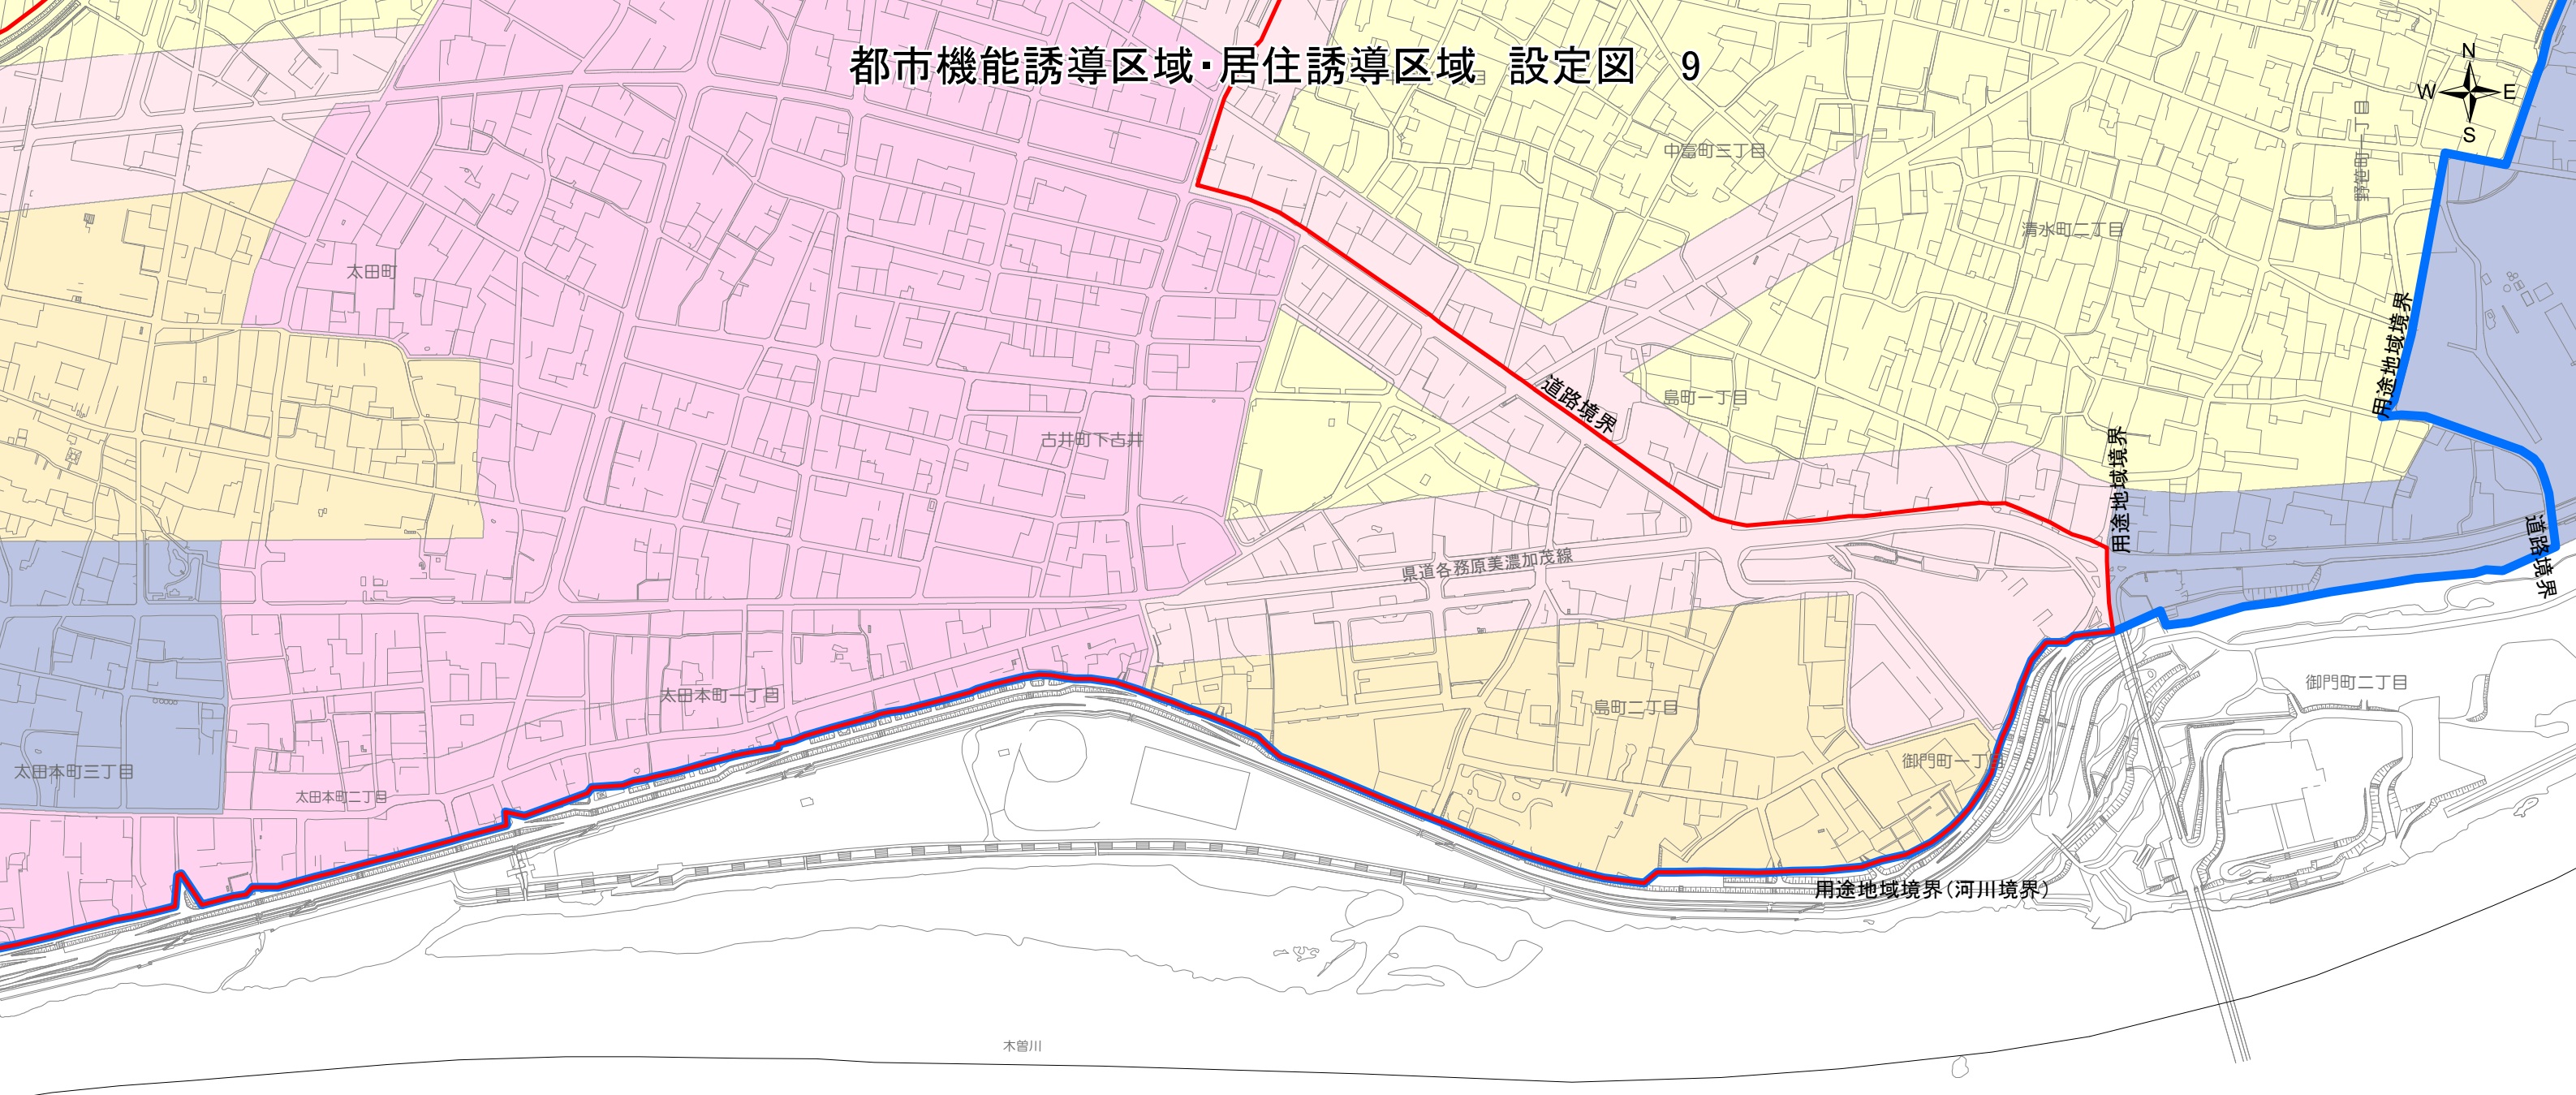 都市機能誘導区域・居住誘導区域 設定図 9
N
W
E
S
中富町三丁目
野笹町一丁目
清水町二丁目
太田町
用途地域境界
道路境界
島町一丁目
古井町下古井
用途地域境界
道路境界
県道各務原美濃加茂線
御門町二丁目
太田本町一丁目
島町二丁目
御門町一丁目
太田本町三丁目
太田本町二丁目
用途地域境界(河川境界)
木曽川